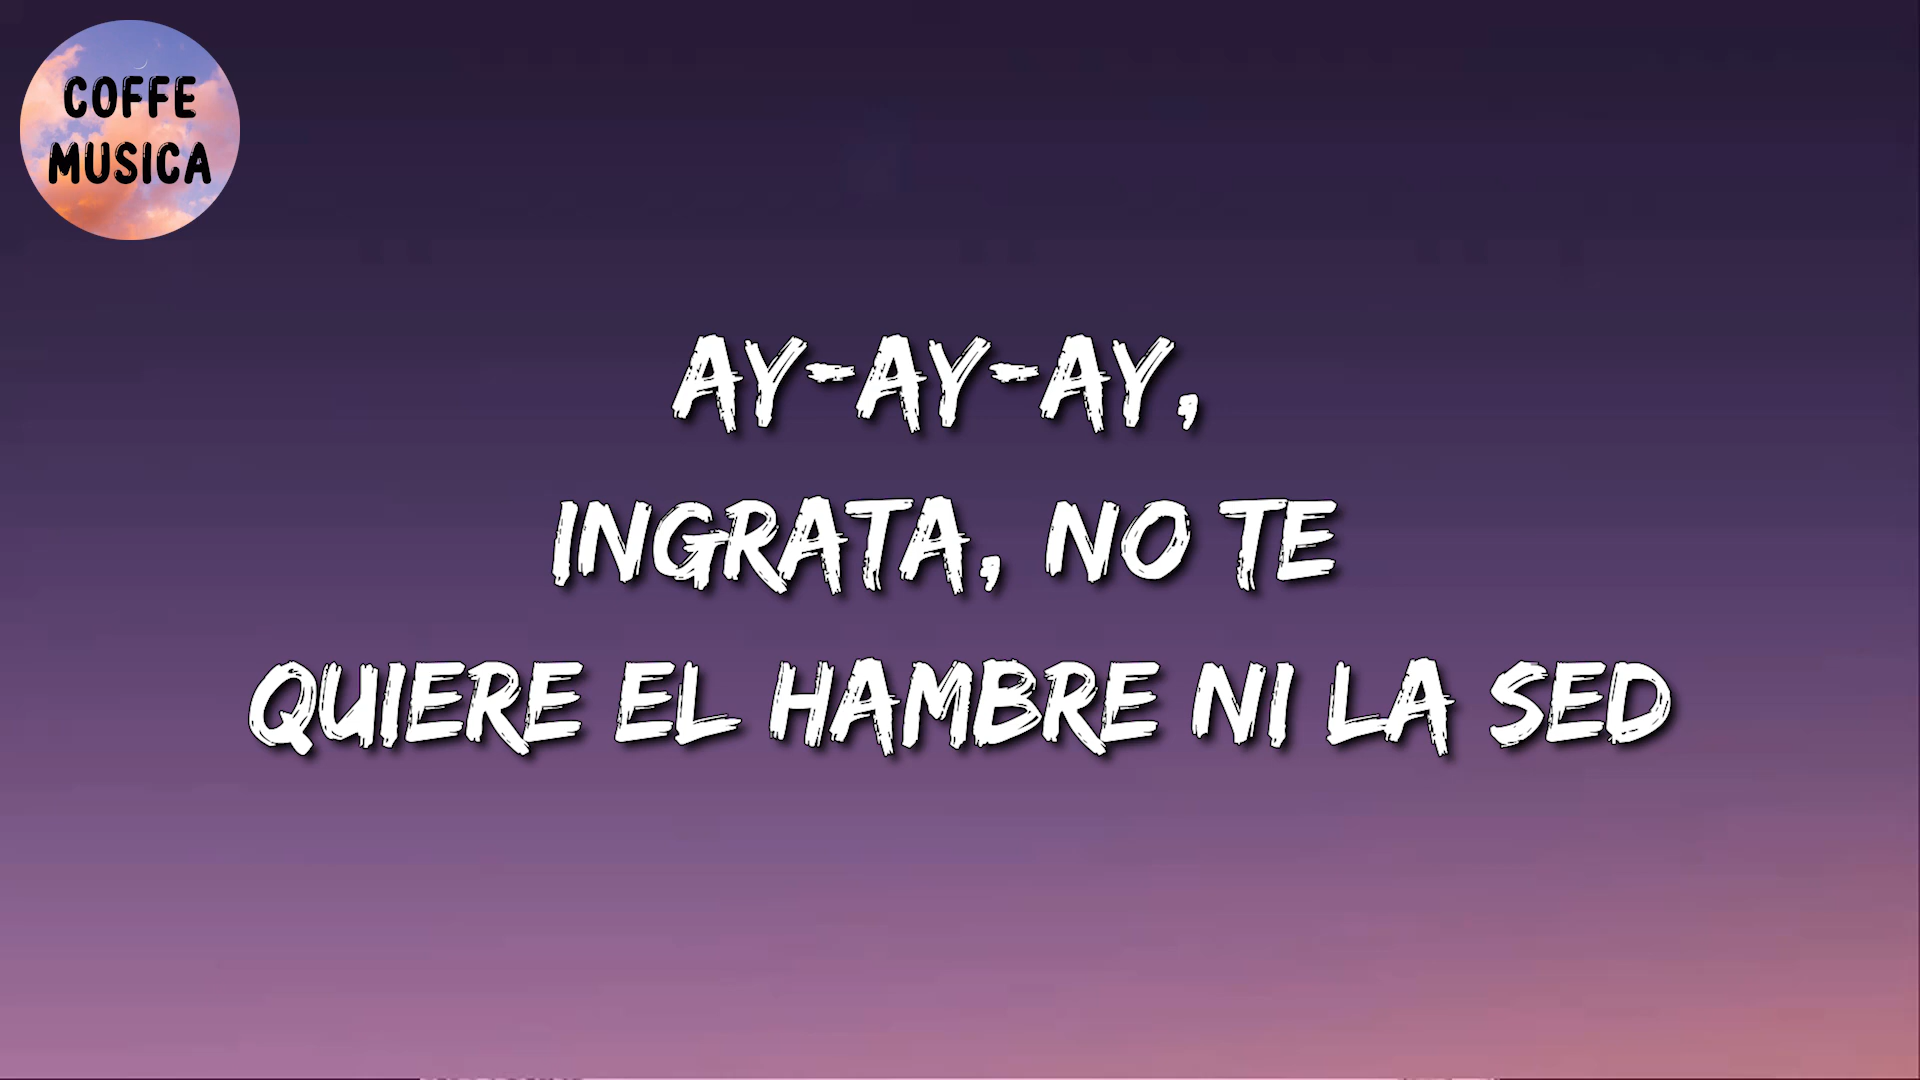 COFFE
MUSICA
AY-AY-AY,
INGRATA, NO TE
QUIERE EL HAMBRE NI LA SED